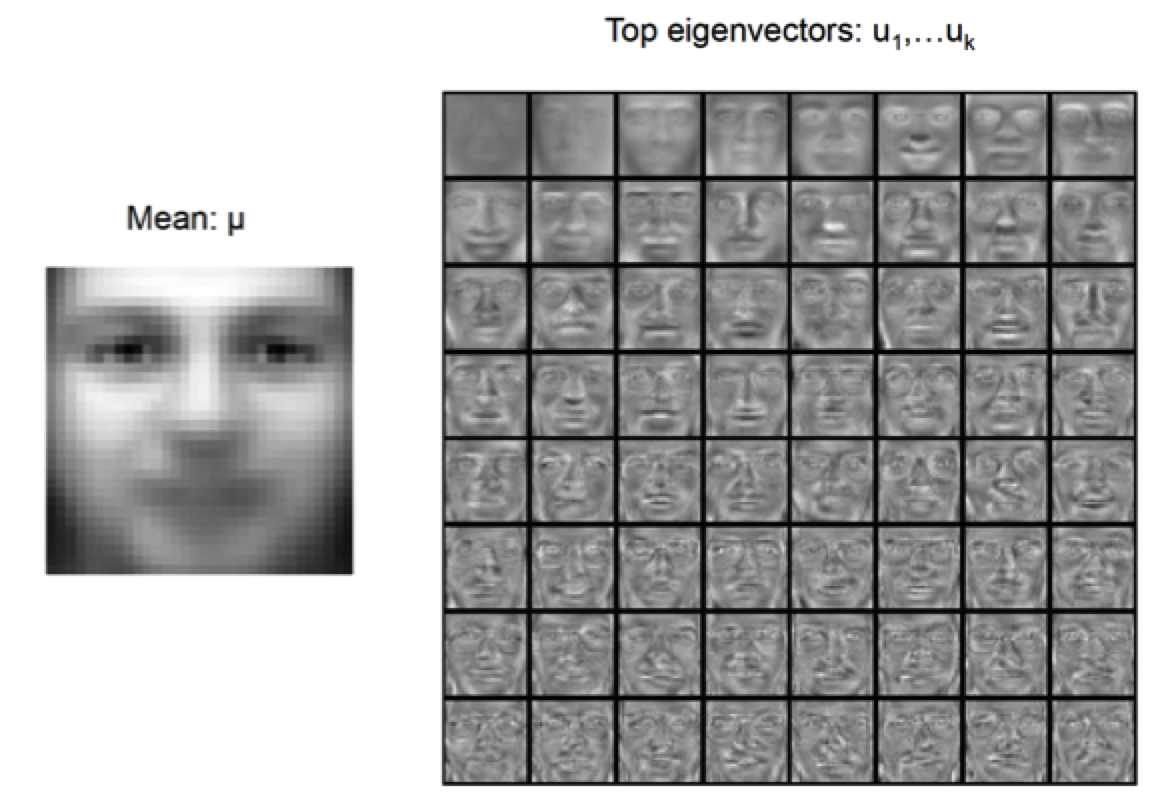 Top eigenvectors: u1,…uk
Mean: μ